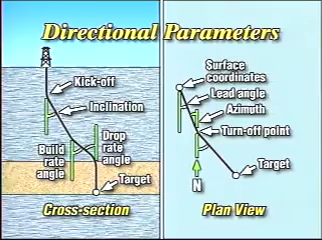 Directional Parameters
Kick-off
Inclination
Build
rate
angle
Drop
rate
angle
Target
Cross-section
Surface
coordinates
Lead angle
Azimuth
Turn-off point
Target
N
Plan View